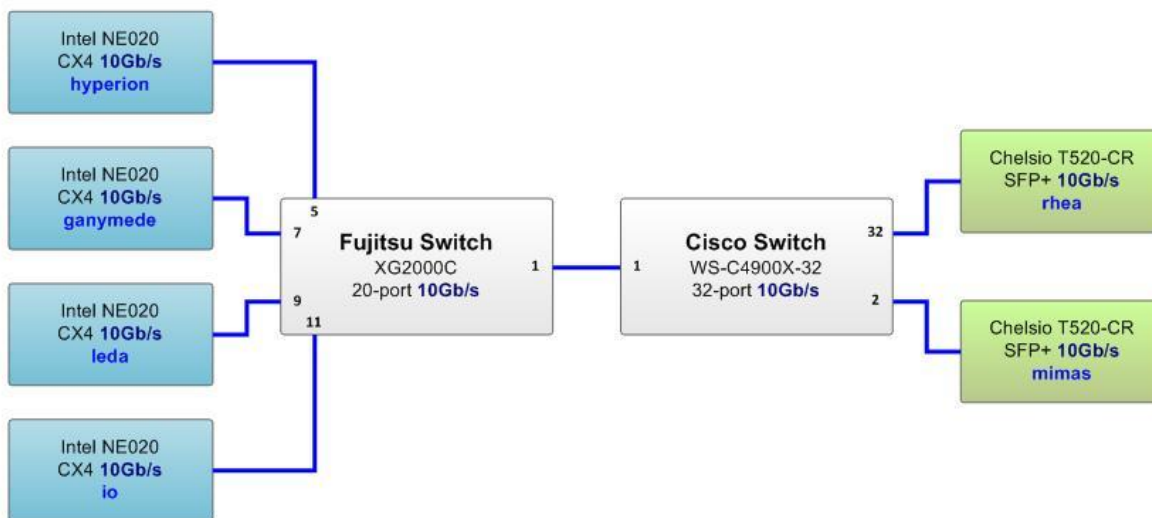 Intel NE020
CX4 10Gb/s
hyperion
Intel NE020
CX4 10Gb/s
ganymede
Intel NE020
CX4 10Gb/s
leda
Intel NE020
CX4 10Gb/s
io
5
7
9
11
Fujitsu Switch
XG2000C
20-port 10Gb/s
1
1
Cisco Switch
WS-C4900X-32
32-port 10Gb/s
32
2
Chelsio T520-CR
SFP+ 10Gb/s
rhea
Chelsio T520-CR
SFP+ 10Gb/s
mimas